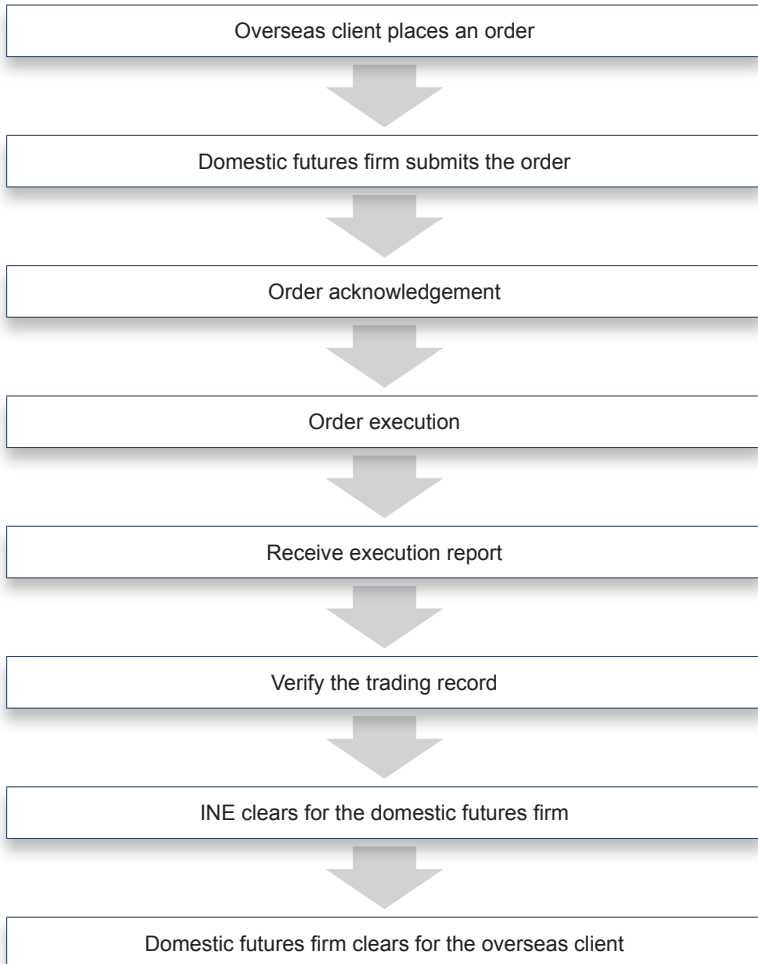 Overseas client places an order
Domestic futures firm submits the order
Order acknowledgement
Order execution
Receive execution report
Verify the trading record
INE clears for the domestic futures firm
Domestic futures firm clears for the overseas client